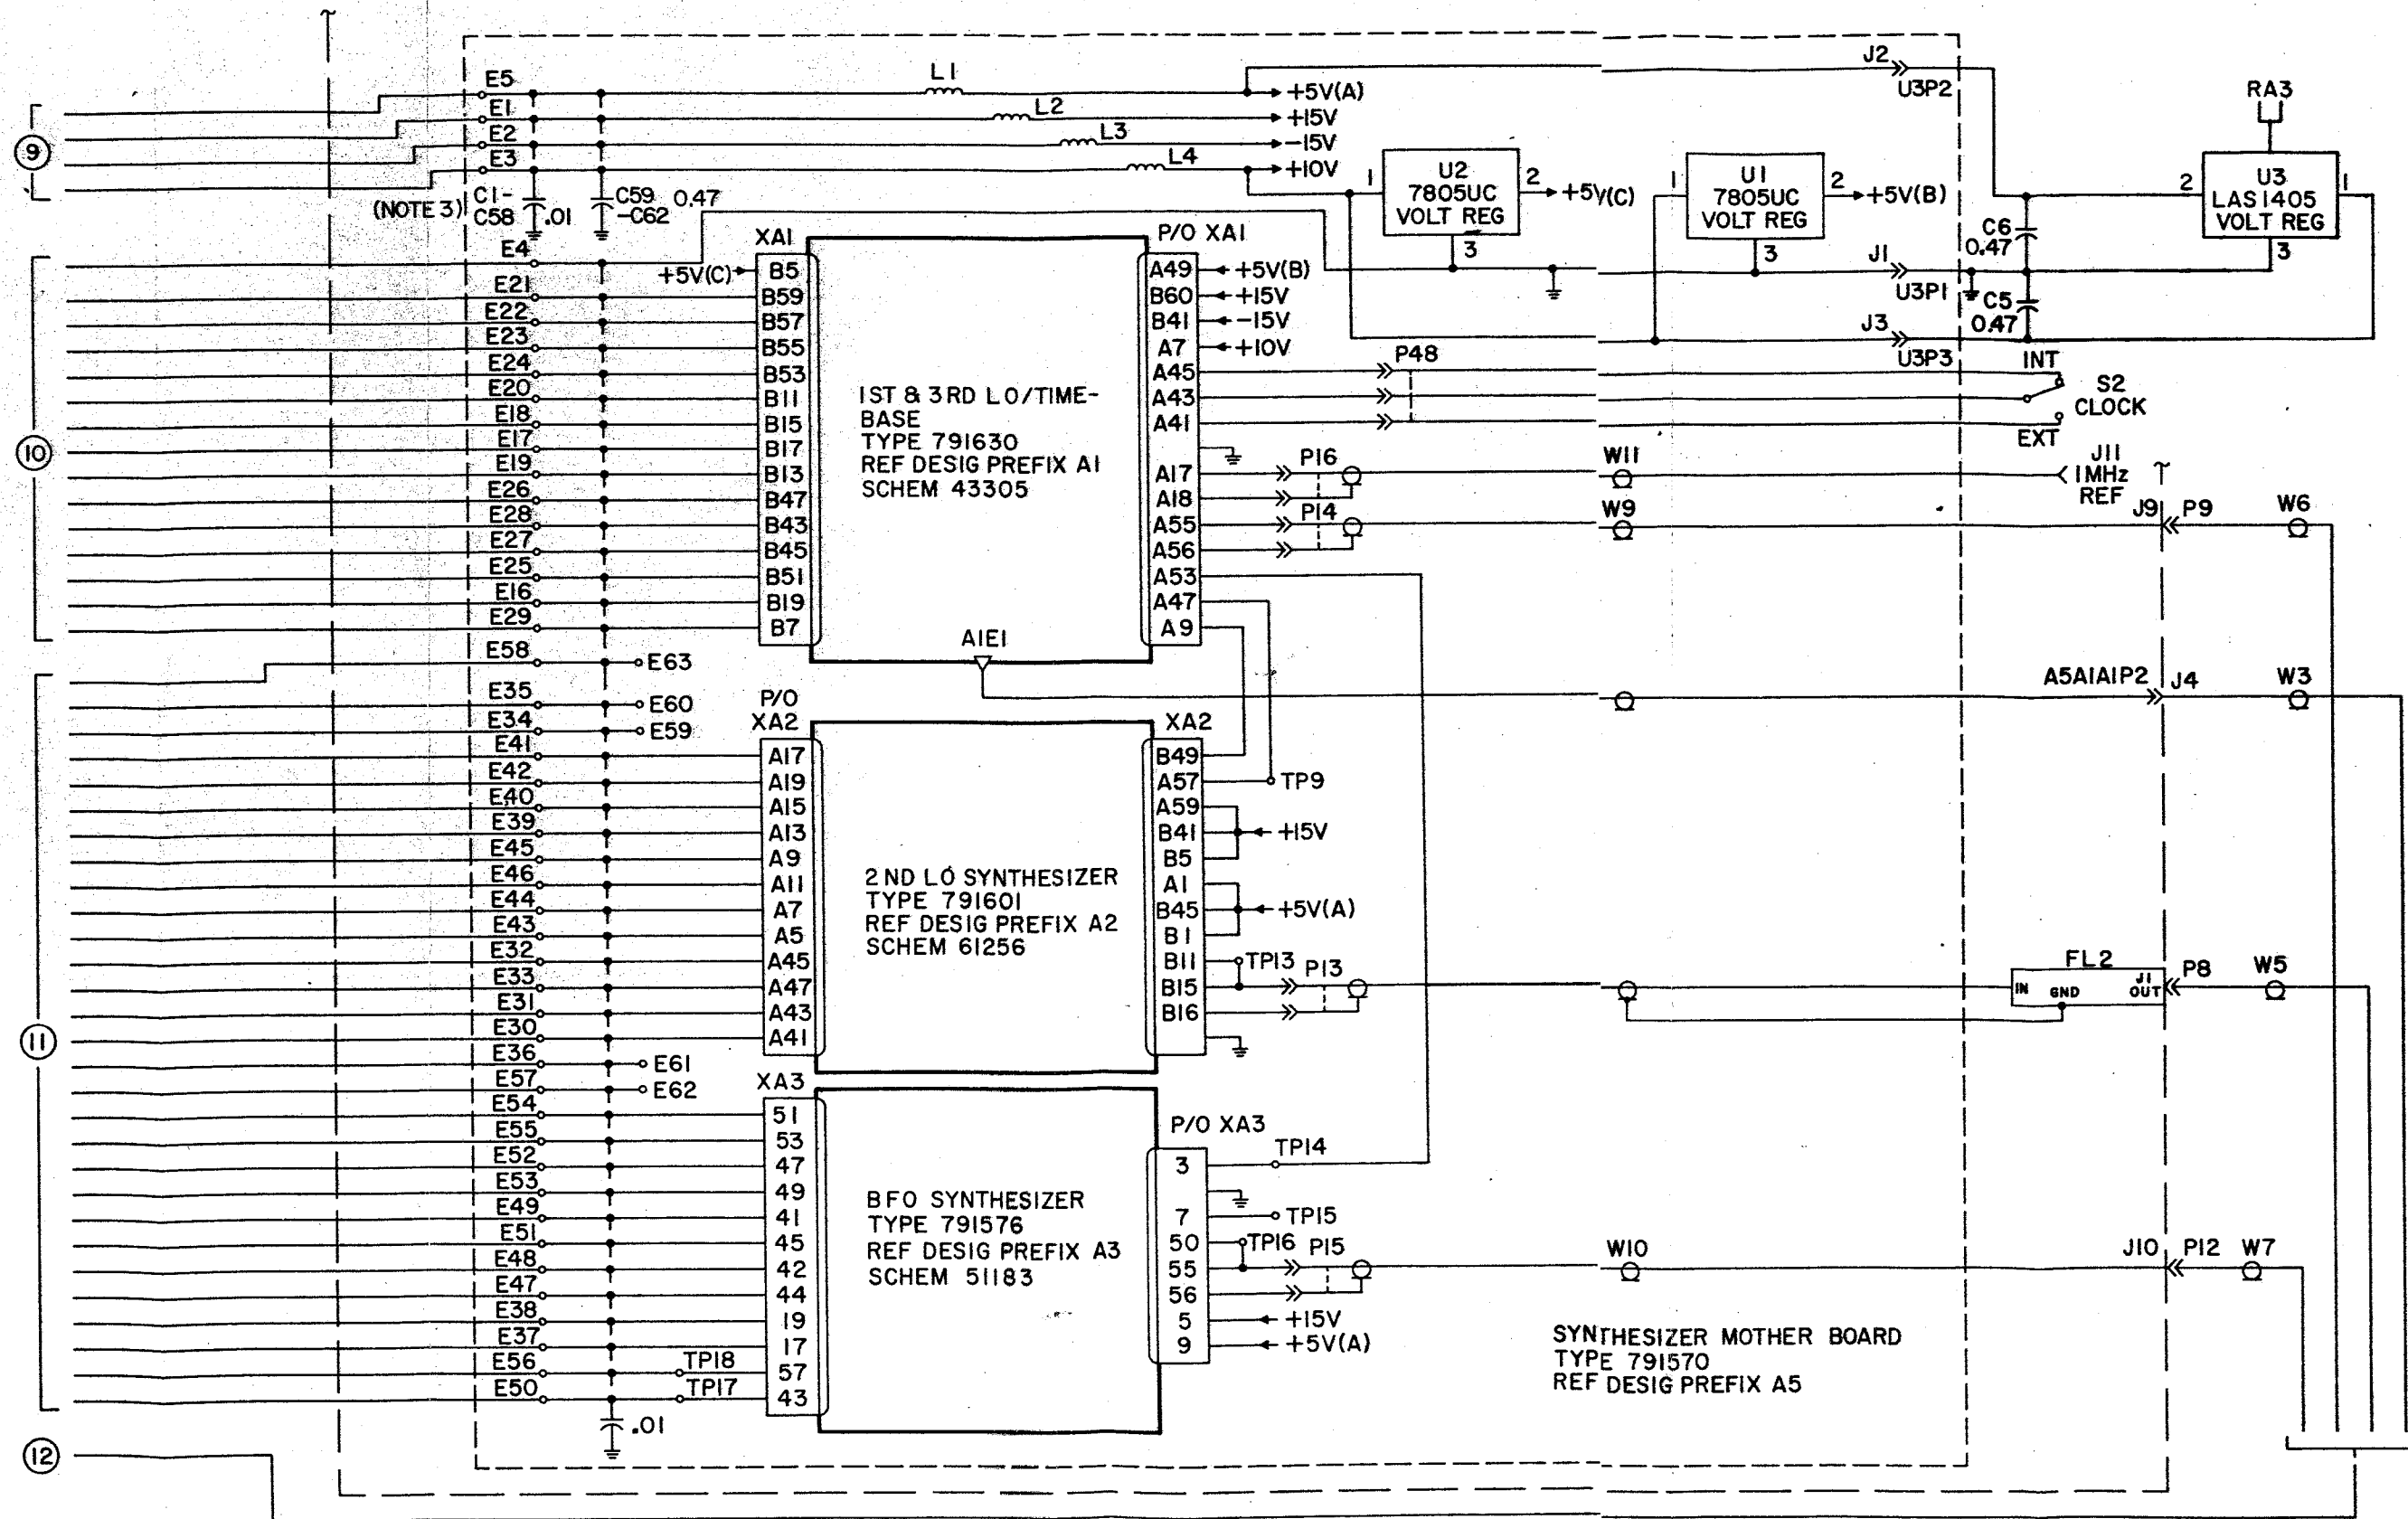 E5
L1
+5V(A)
J2
U3P2
RA3
E1
L2
+15V
E2
L3
-15V
E3
L4
+10V
9
(NOTE 3)
C1-
C58
.01
C59
-C62
0.47
1
U2
7805UC
VOLT REG
2
+5V(C)
3
1
U1
7805UC
VOLT REG
2
+5V(B)
3
2
U3
LAS1405
VOLT REG
1
3
C6
0.47
J1
U3P1
C5
0.47
J3
U3P3
10
E4
E21
E22
E23
E24
E20
E18
E17
E19
E26
E28
E27
E25
E16
E29
XA1
+5V(C)
B5
B59
B57
B55
B53
B11
B15
B17
B13
B47
B43
B45
B51
B19
B7
1ST & 3RD LO/TIME-
BASE
TYPE 791630
REF DESIG PREFIX A1
SCHEM 43305
A1E1
P/O XA1
A49 +5V(B)
B60 +15V
B41 -15V
A7 +10V
A45
A43
A41
A17
A18
A55
A56
A53
A47
A9
P48
INT
S2
CLOCK
EXT
P16
W11
J11
1MHz
REF
P14
W9
J9
P9
W6
11
E58
E63
E35
E60
E34
E59
E41
E42
E40
E39
E45
E46
E44
E43
E32
E33
E31
E30
E36
E61
E57
E62
P/O
XA2
A17
A19
A15
A13
A9
A11
A7
A5
A45
A47
A43
A41
2ND LO SYNTHESIZER
TYPE 791601
REF DESIG PREFIX A2
SCHEM 61256
XA2
B49
A57
TP9
A59
B41
+15V
B5
A1
B45
+5V(A)
B1
B11
TP13
P13
B15
B16
A5A1A1P2
J4
W3
FL2
IN
GND
J1
OUT
P8
W5
E54
E55
E52
E53
E49
E51
E48
E47
E38
E37
E56
TP18
E50
TP17
.01
XA3
51
53
47
49
41
45
42
44
19
17
57
43
BFO SYNTHESIZER
TYPE 791576
REF DESIG PREFIX A3
SCHEM 51183
P/O XA3
3
TP14
7
TP15
50
TP16
P15
55
56
5
+15V
9
+5V(A)
W10
J10
P12
W7
SYNTHESIZER MOTHER BOARD
TYPE 791570
REF DESIG PREFIX A5
12